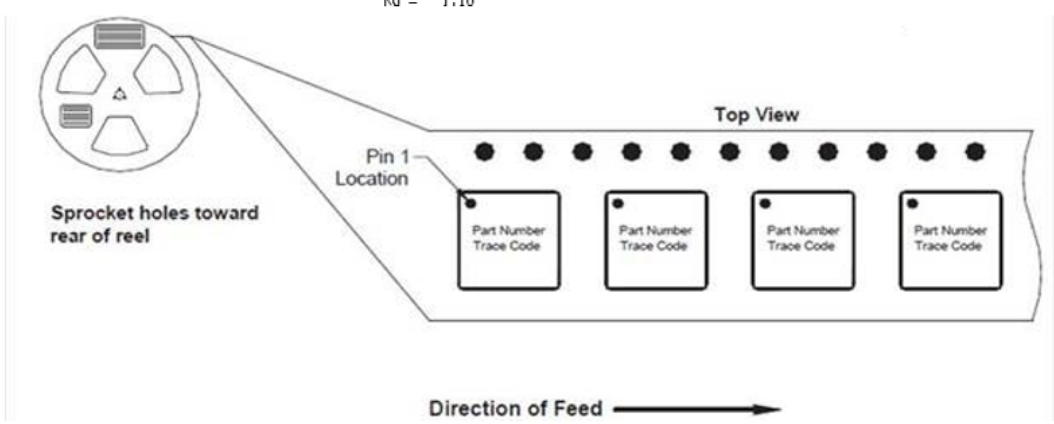 Top View
Pin 1
Location
Sprocket holes toward
rear of reel
Part Number
Trace Code
Part Number
Trace Code
Part Number
Trace Code
Part Number
Trace Code
Direction of Feed